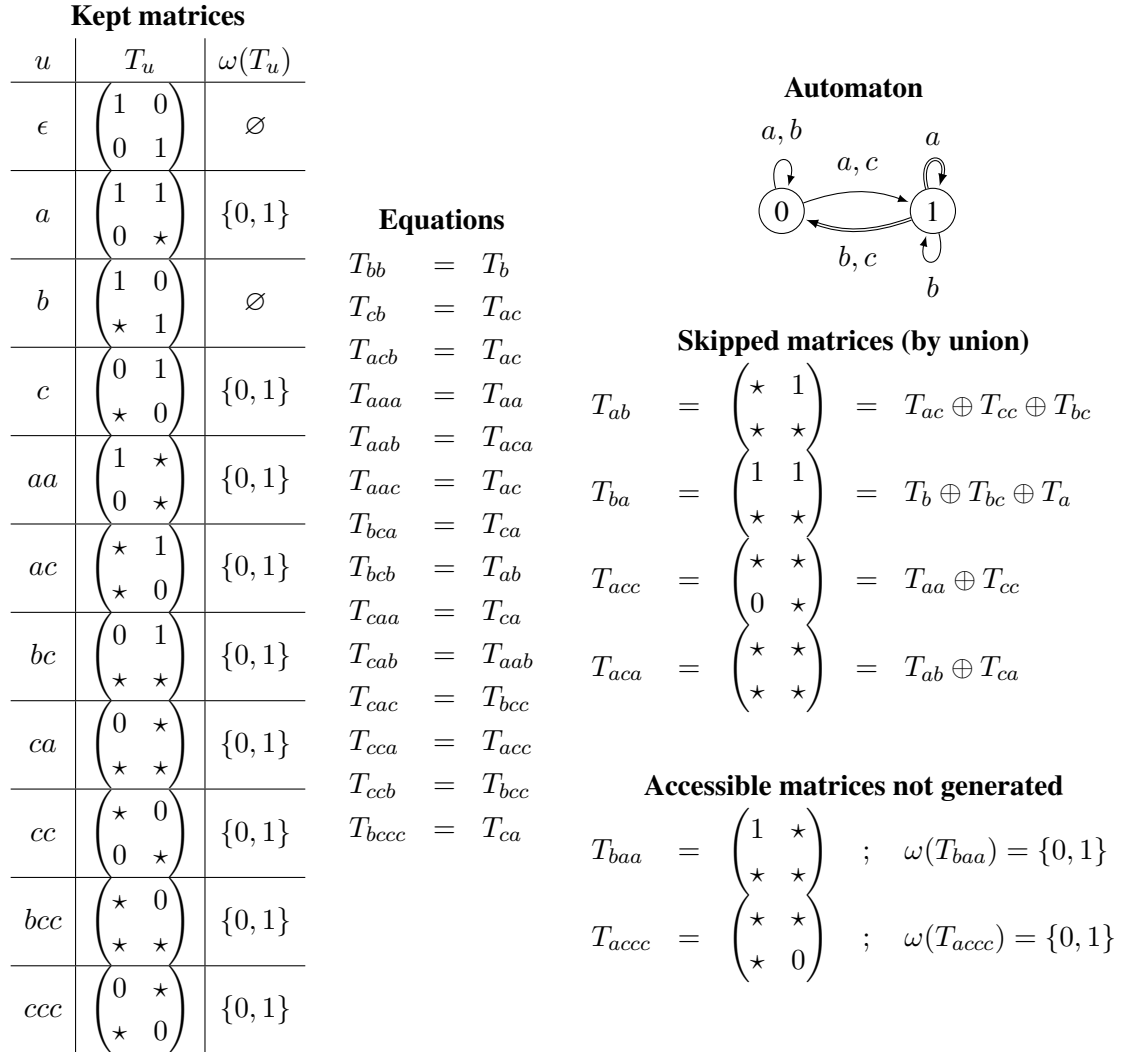 Kept matrices
u T_u ω(T_u)
ϵ (1 0; 0 1) ∅
a (1 1; 0 ⋆) {0, 1}
b (1 0; ⋆ 1) ∅
c (0 1; ⋆ 0) {0, 1}
aa (1 ⋆; 0 ⋆) {0, 1}
ac (⋆ 1; ⋆ 0) {0, 1}
bc (0 1; ⋆ ⋆) {0, 1}
ca (0 ⋆; ⋆ ⋆) {0, 1}
cc (⋆ 0; 0 ⋆) {0, 1}
bcc (⋆ 0; ⋆ ⋆) {0, 1}
ccc (0 ⋆; ⋆ 0) {0, 1}
Equations
T_bb = T_b
T_cb = T_ac
T_acb = T_ac
T_aaa = T_aa
T_aab = T_aca
T_aac = T_ac
T_bca = T_ca
T_bcb = T_ab
T_caa = T_ca
T_cab = T_aab
T_cac = T_bcc
T_cca = T_acc
T_ccb = T_bcc
T_bccc = T_ca
Automaton
a, b
a
a, c
0
1
b, c
b
Skipped matrices (by union)
T_ab = (⋆ 1; ⋆ ⋆) = T_ac ⊕ T_cc ⊕ T_bc
T_ba = (1 1; ⋆ ⋆) = T_b ⊕ T_bc ⊕ T_a
T_acc = (⋆ ⋆; 0 ⋆) = T_aa ⊕ T_cc
T_aca = (⋆ ⋆; ⋆ ⋆) = T_ab ⊕ T_ca
Accessible matrices not generated
T_baa = (1 ⋆; ⋆ ⋆) ; ω(T_baa) = {0, 1}
T_accc = (⋆ ⋆; ⋆ 0) ; ω(T_accc) = {0, 1}